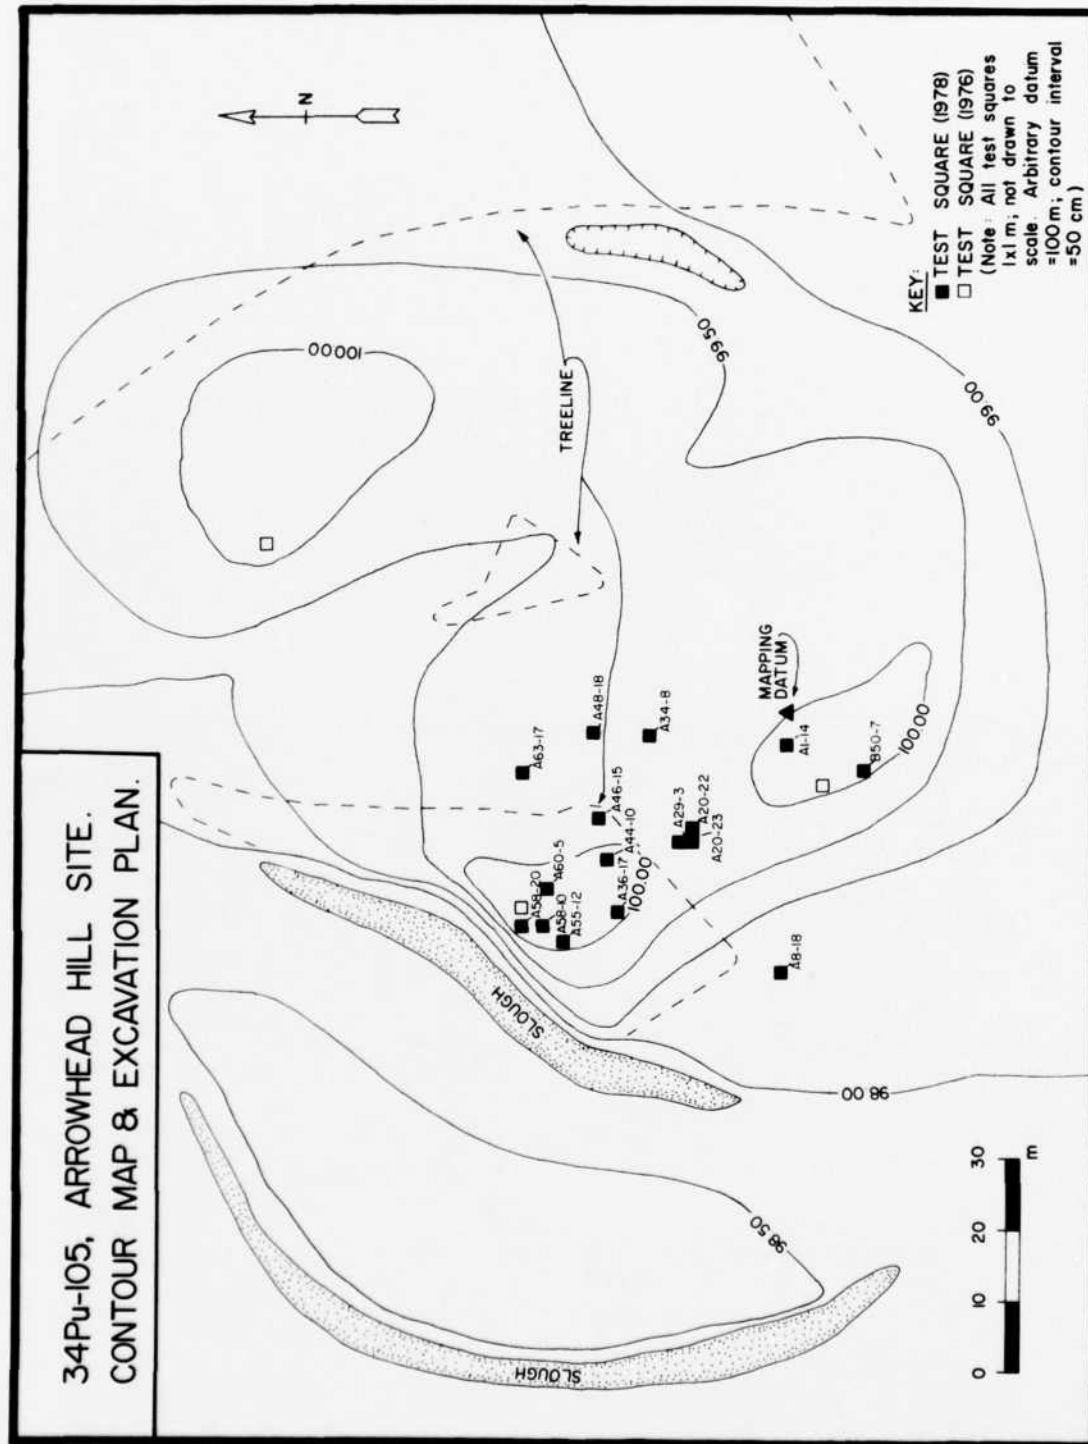 34Pu-105, ARROWHEAD HILL SITE.
CONTOUR MAP & EXCAVATION PLAN.
N
SLOUGH
SLOUGH
TREELINE
MAPPING
DATUM
100.00
100.00
100.00
99.50
99.00
98.50
98.00
A63-17
A48-18
A34-8
A46-15
A44-10
A60-5
A58-20
A58-10
A55-12
A36-17
A29-3
A20-22
A20-23
A1-14
B50-7
A8-18
0 10 20 30
m
KEY:
TEST SQUARE (1978)
TEST SQUARE (1976)
(Note: All test squares
1x1m; not drawn to
scale. Arbitrary datum
=100m; contour interval
=50 cm)